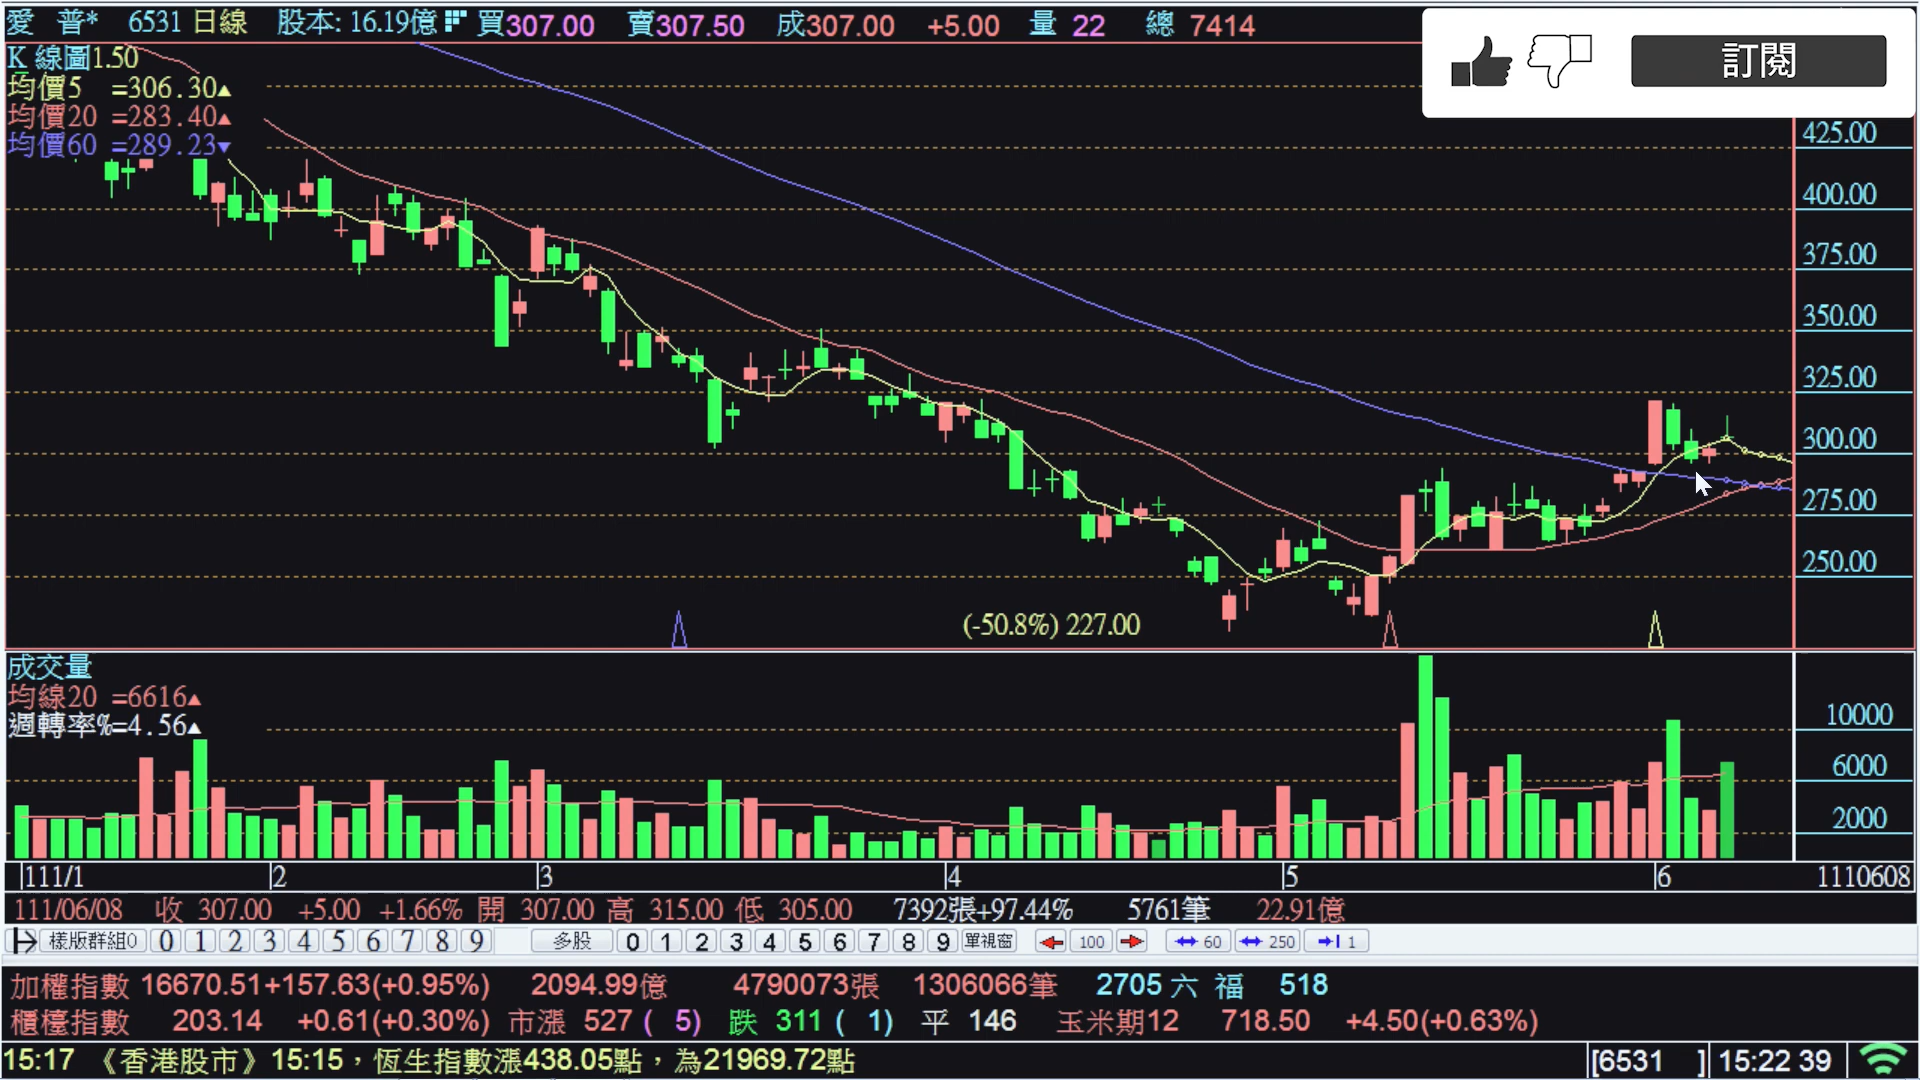 愛 普* 6531 日線 股本: 16.19億 買307.00 賣307.50 成307.00 +5.00 量 22 總 7414
訂閱
K 線圖1.50
均價5 =306.30▲
均價20 =283.40▲
均價60 =289.23▼
425.00
400.00
375.00
350.00
325.00
300.00
275.00
250.00
(-50.8%) 227.00
成交量
均線20 =6616▲
週轉率%=4.56▲
10000
6000
2000
111/1 2 3 4 5 6 1110608
111/06/08 收 307.00 +5.00 +1.66% 開 307.00 高 315.00 低 305.00 7392張+97.44% 5761筆 22.91億
樣版群組0 0 1 2 3 4 5 6 7 8 9 多股 0 1 2 3 4 5 6 7 8 9 單視窗 100 60 250 1
加權指數 16670.51+157.63(+0.95%) 2094.99億 4790073張 1306066筆 2705 六 福 518
櫃檯指數 203.14 +0.61(+0.30%) 市漲 527 ( 5) 跌 311 ( 1) 平 146 玉米期12 718.50 +4.50(+0.63%)
15:17 《香港股市》15:15，恆生指數漲438.05點，為21969.72點 [6531 ] 15:22 39